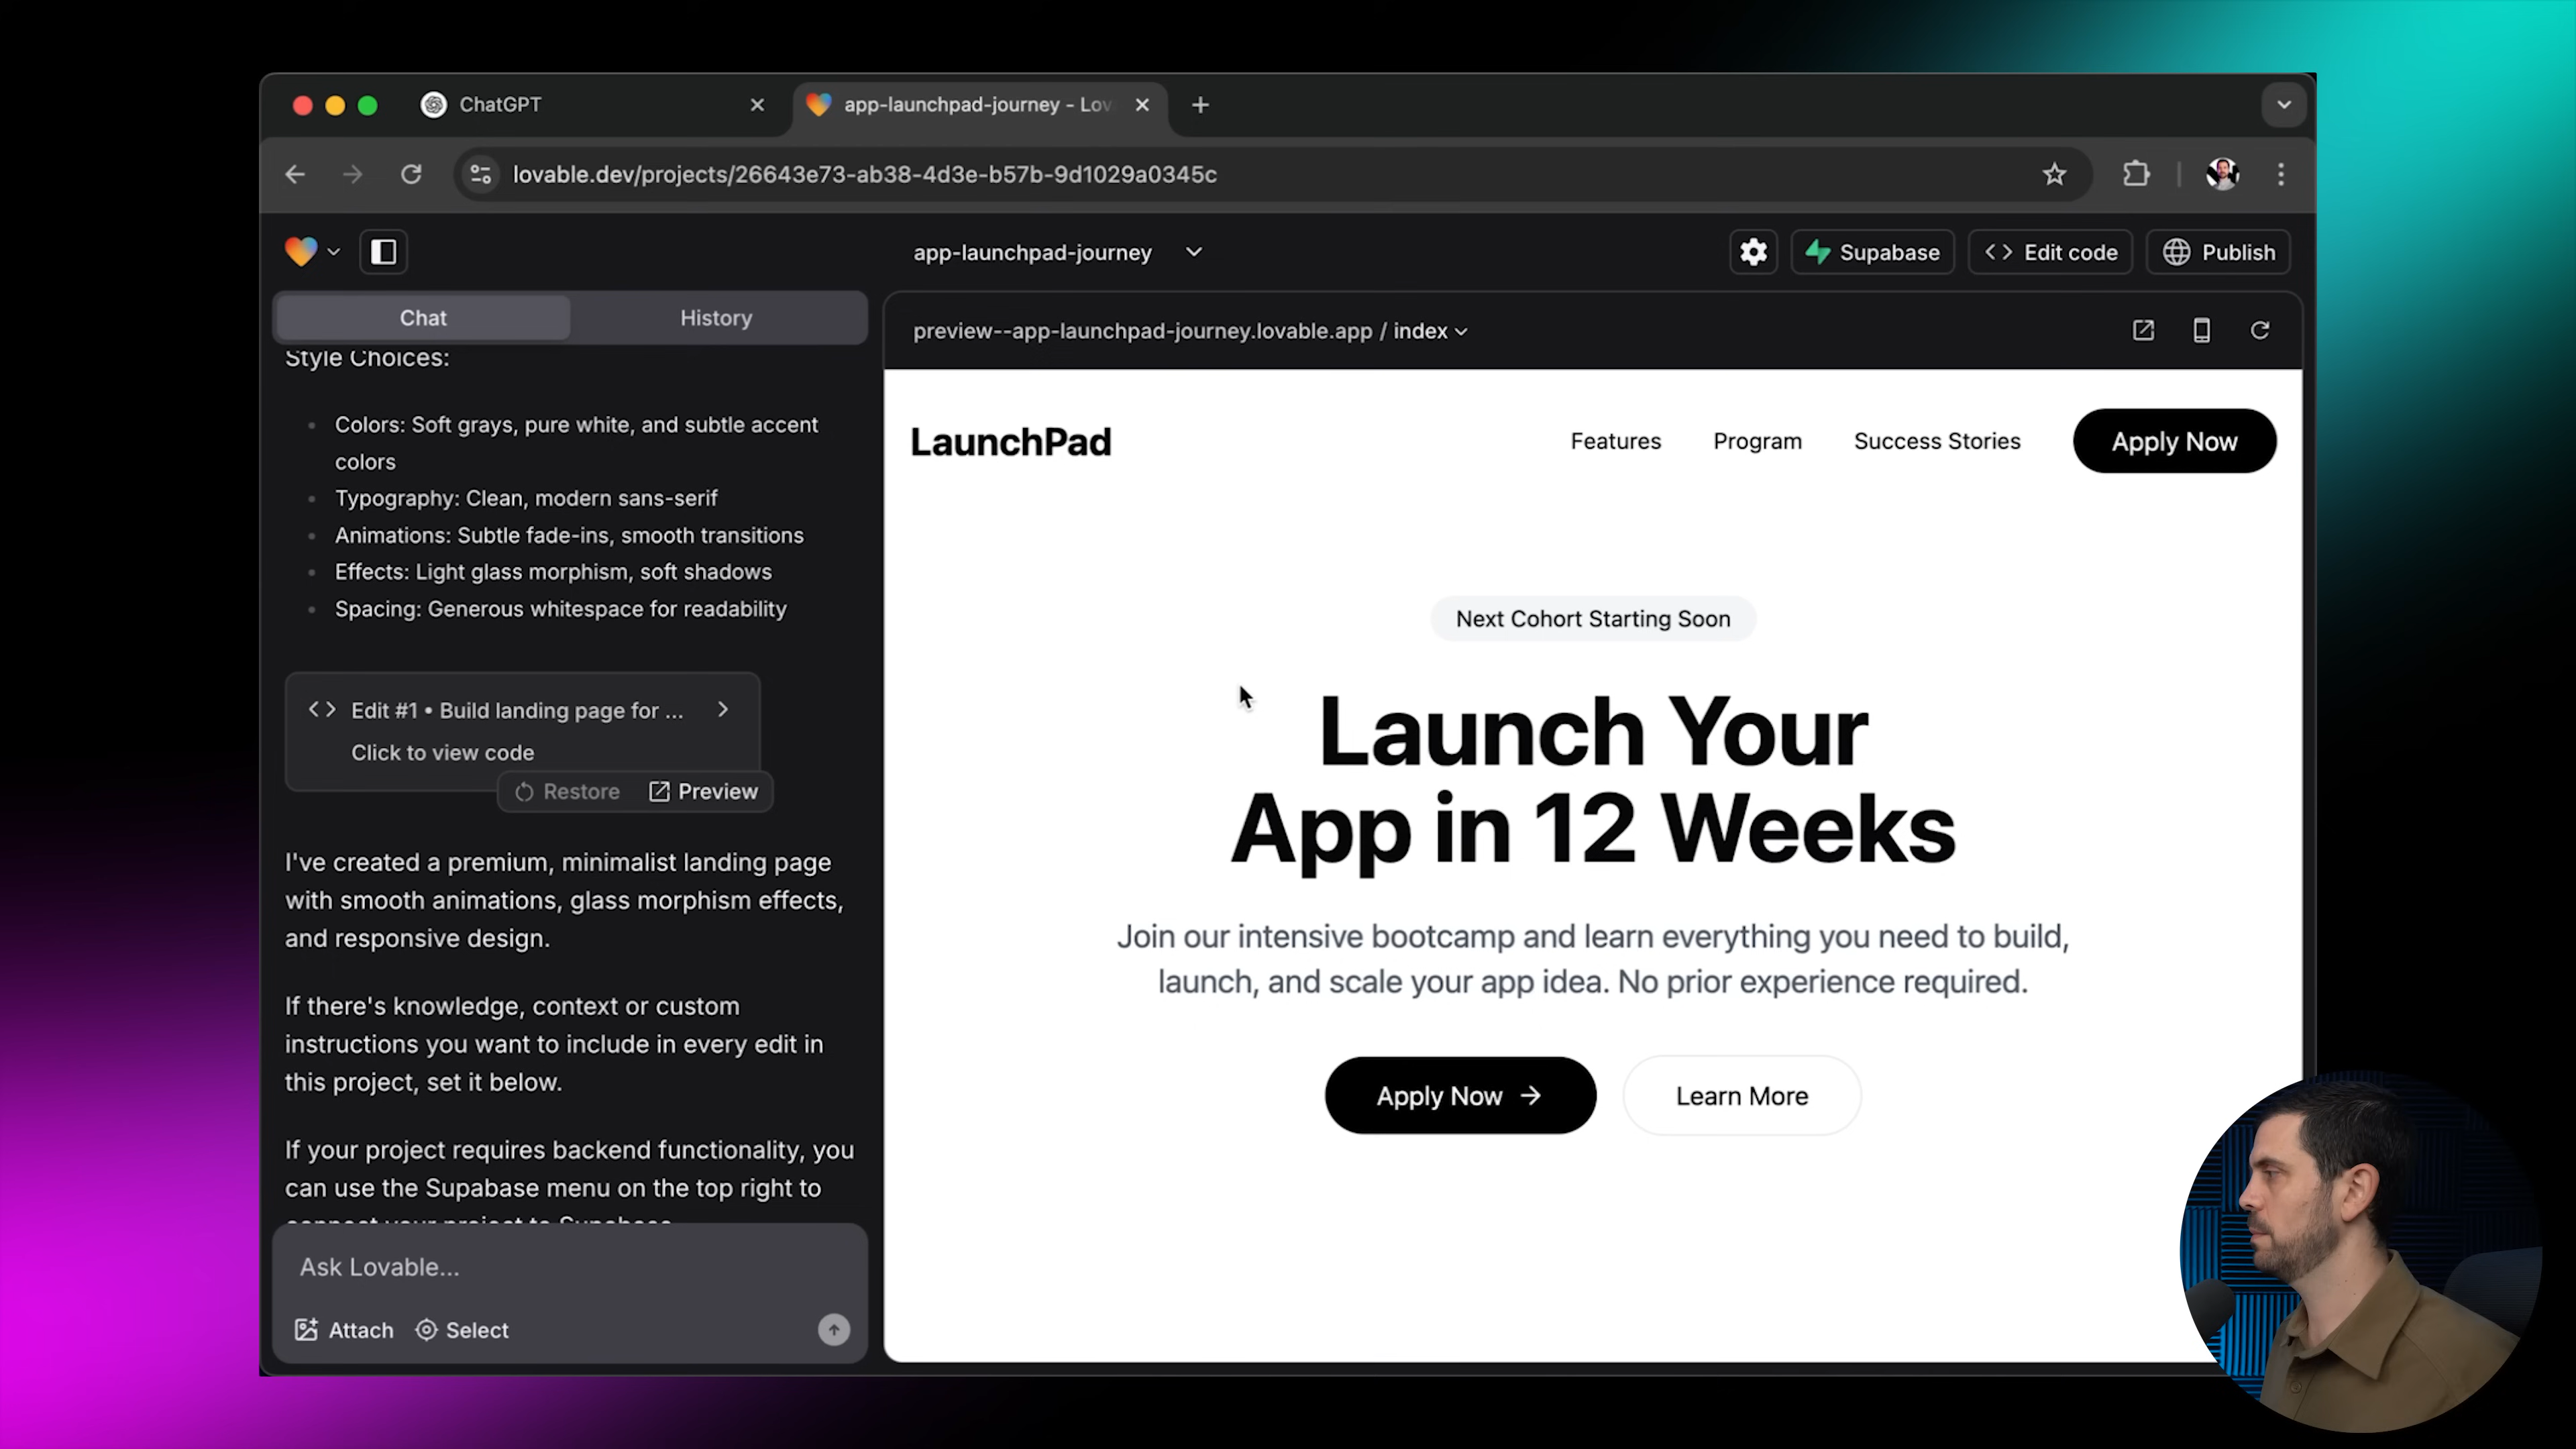 ChatGPT
app-launchpad-journey - Lov
lovable.dev/projects/26643e73-ab38-4d3e-b57b-9d1029a0345c
app-launchpad-journey
Supabase
Edit code
Publish
Chat
History
preview--app-launchpad-journey.lovable.app / index
Style Choices:
Colors: Soft grays, pure white, and subtle accent
colors
Typography: Clean, modern sans-serif
Animations: Subtle fade-ins, smooth transitions
Effects: Light glass morphism, soft shadows
Spacing: Generous whitespace for readability
Edit #1 • Build landing page for ...
Click to view code
Restore
Preview
I've created a premium, minimalist landing page
with smooth animations, glass morphism effects,
and responsive design.
If there's knowledge, context or custom
instructions you want to include in every edit in
this project, set it below.
If your project requires backend functionality, you
can use the Supabase menu on the top right to
connect your project to Supabase.
Ask Lovable...
Attach
Select
LaunchPad
Features
Program
Success Stories
Apply Now
Next Cohort Starting Soon
Launch Your
App in 12 Weeks
Join our intensive bootcamp and learn everything you need to build,
launch, and scale your app idea. No prior experience required.
Apply Now →
Learn More